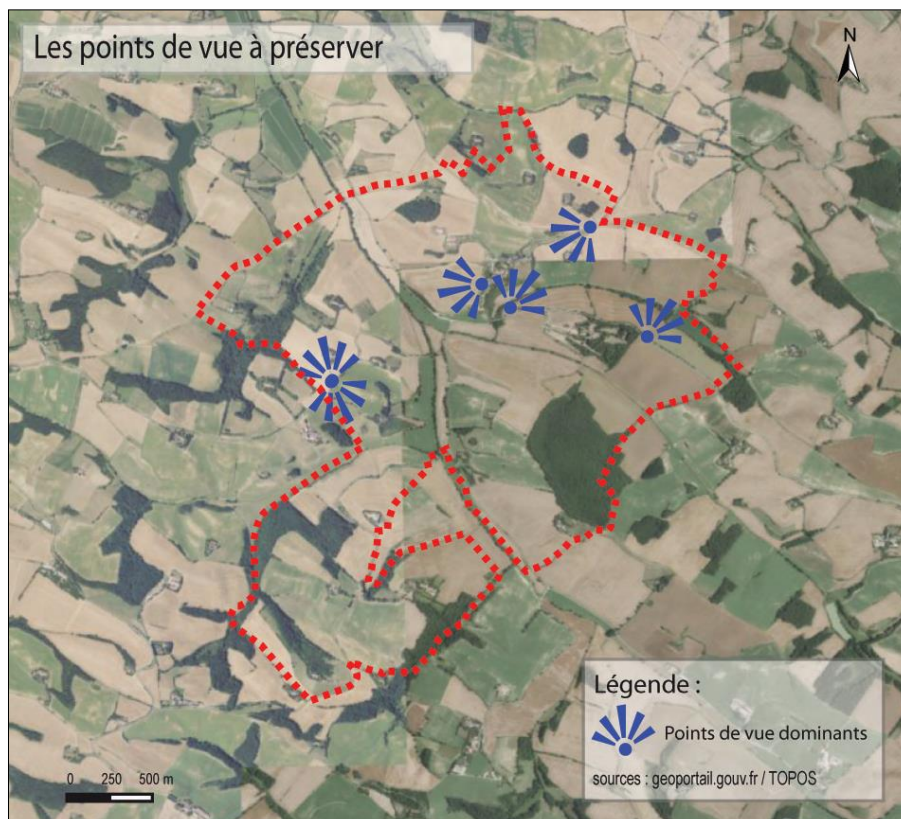 Les points de vue à préserver
N
Légende :
Points de vue dominants
sources : geoportail.gouv.fr / TOPOS
0 250 500 m